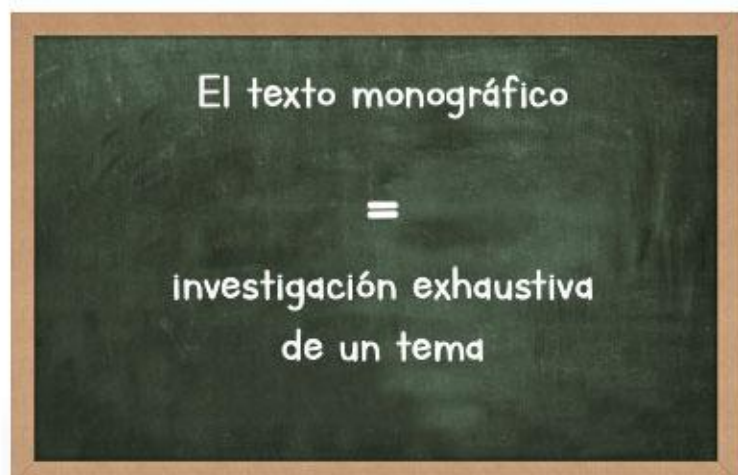 El texto monográfico
=
investigación exhaustiva
de un tema